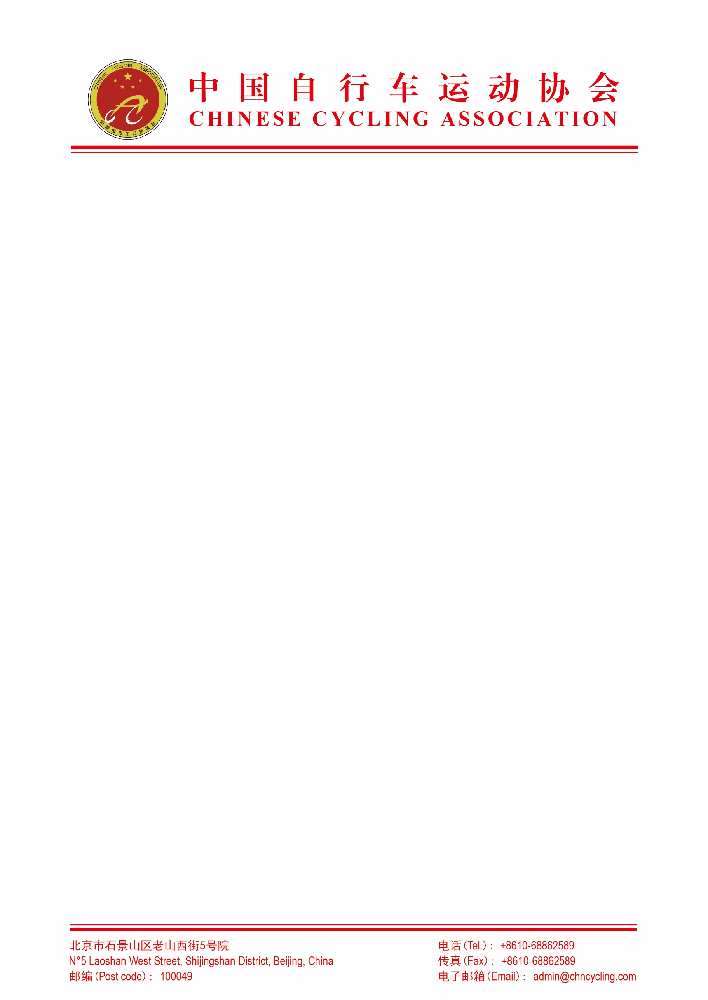 CHINESE CYCLING ASSOCIATION
中国自行车运动协会
中国自行车运动协会
CHINESE CYCLING ASSOCIATION
北京市石景山区老山西街5号院
N°5 Laoshan West Street, Shijingshan District, Beijing, China
邮编(Post code)：100049
电话(Tel.)：+8610-68862589
传真(Fax)：+8610-68862589
电子邮箱(Email)：admin@chncycling.com